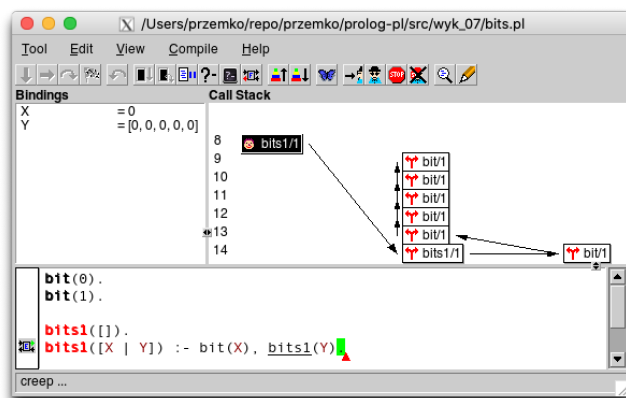 /Users/przemko/repo/przemko/prolog-pl/src/wyk_07/bits.pl
Tool Edit View Compile Help
Bindings Call Stack
X = 0
Y = [0, 0, 0, 0, 0]
8 bits1/1
9 bit/1
10 bit/1
11 bit/1
12 bit/1
13 bit/1
14 bits1/1 bit/1
bit(0).
bit(1).
bits1([]).
bits1([X | Y]) :- bit(X), bits1(Y).
creep ...